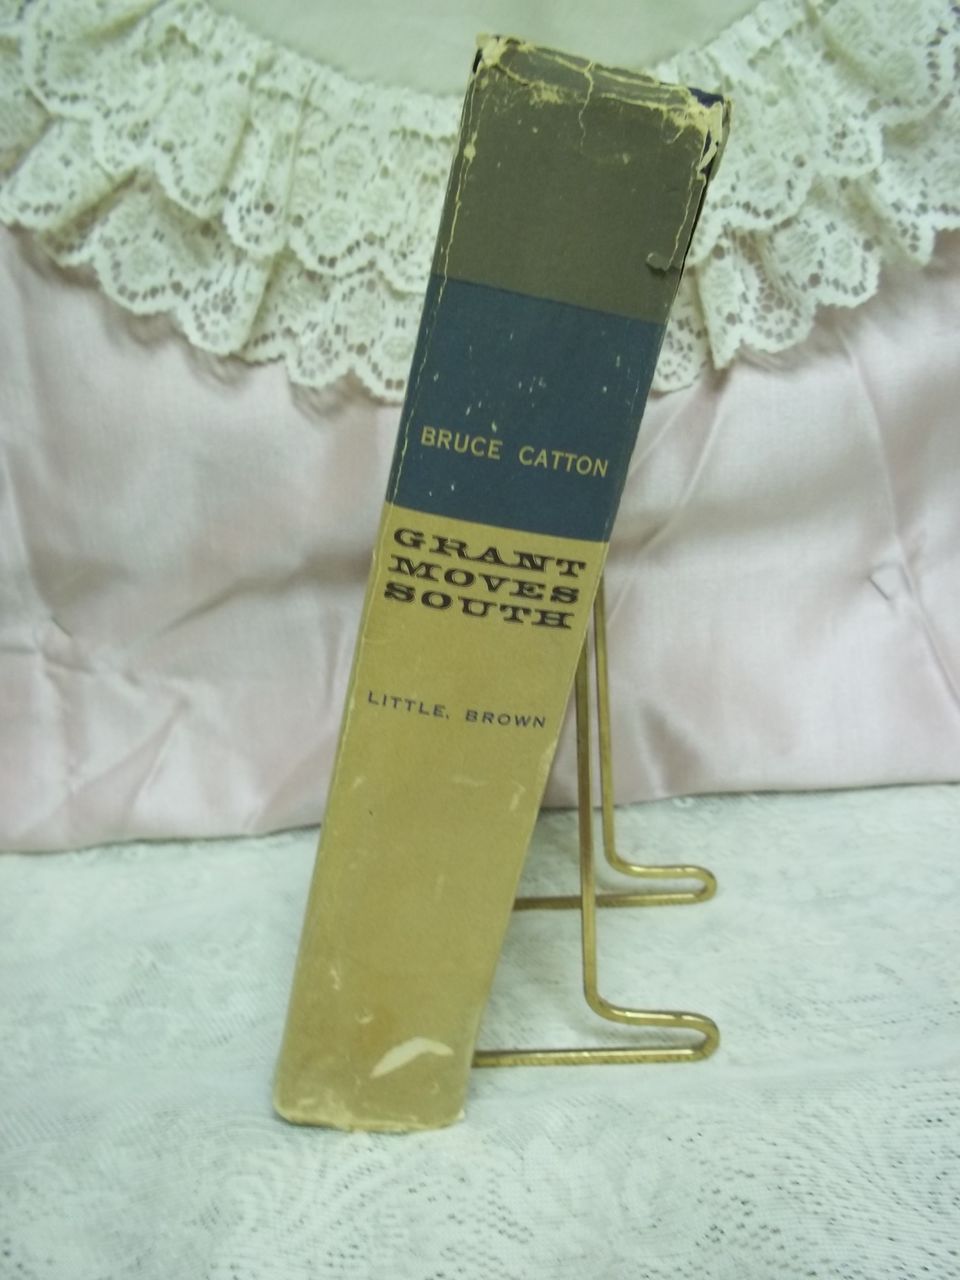 BRUCE CATTON
GRANT
MOVES
SOUTH
LITTLE, BROWN